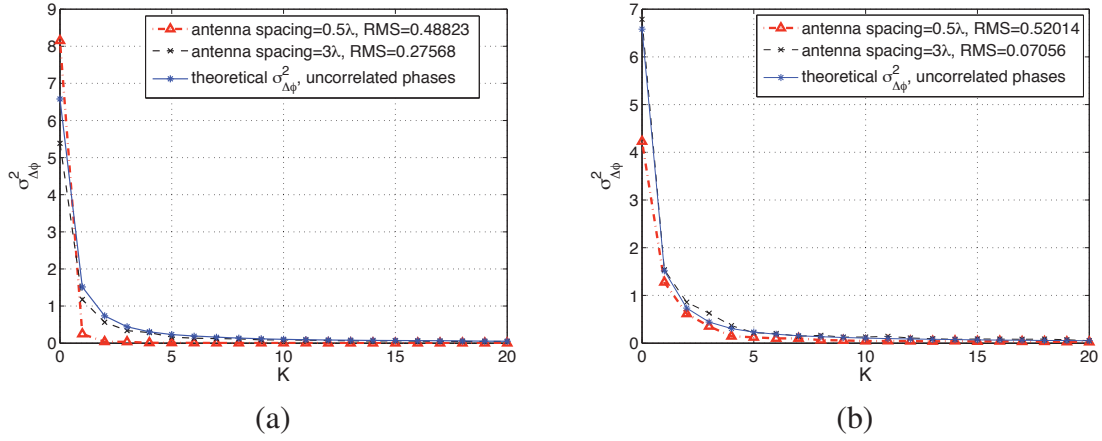 antenna spacing=0.5λ, RMS=0.48823
antenna spacing=3λ, RMS=0.27568
theoretical σ²Δϕ, uncorrelated phases
9
8
7
6
5
4
3
2
1
0
σ²Δϕ
0 5 10 15 20
K
(a)
antenna spacing=0.5λ, RMS=0.52014
antenna spacing=3λ, RMS=0.07056
theoretical σ²Δϕ, uncorrelated phases
7
6
5
4
3
2
1
0
σ²Δϕ
0 5 10 15 20
K
(b)